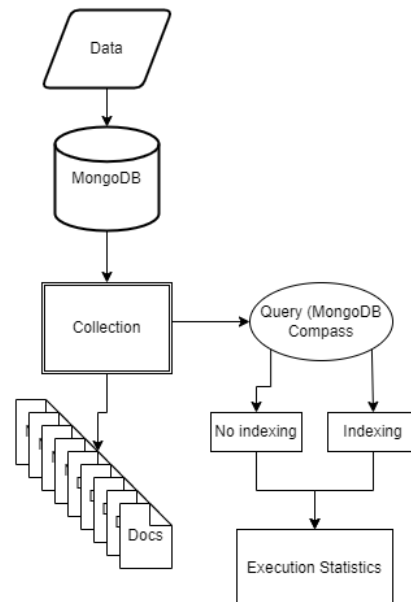 Data
MongoDB
Collection
Query (MongoDB
Compass
No indexing
Indexing
Docs
Execution Statistics